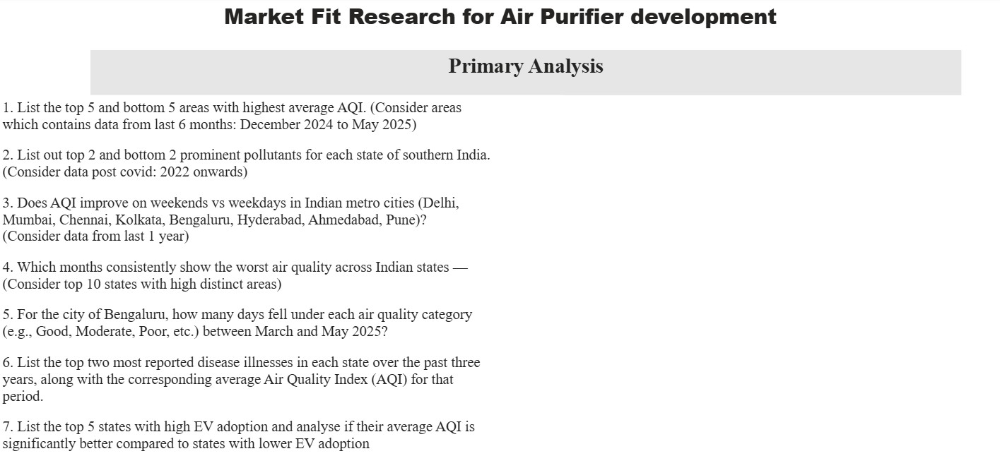 Market Fit Research for Air Purifier development
Primary Analysis
1. List the top 5 and bottom 5 areas with highest average AQI. (Consider areas
which contains data from last 6 months: December 2024 to May 2025)
2. List out top 2 and bottom 2 prominent pollutants for each state of southern India.
(Consider data post covid: 2022 onwards)
3. Does AQI improve on weekends vs weekdays in Indian metro cities (Delhi,
Mumbai, Chennai, Kolkata, Bengaluru, Hyderabad, Ahmedabad, Pune)?
(Consider data from last 1 year)
4. Which months consistently show the worst air quality across Indian states —
(Consider top 10 states with high distinct areas)
5. For the city of Bengaluru, how many days fell under each air quality category
(e.g., Good, Moderate, Poor, etc.) between March and May 2025?
6. List the top two most reported disease illnesses in each state over the past three
years, along with the corresponding average Air Quality Index (AQI) for that
period.
7. List the top 5 states with high EV adoption and analyse if their average AQI is
significantly better compared to states with lower EV adoption